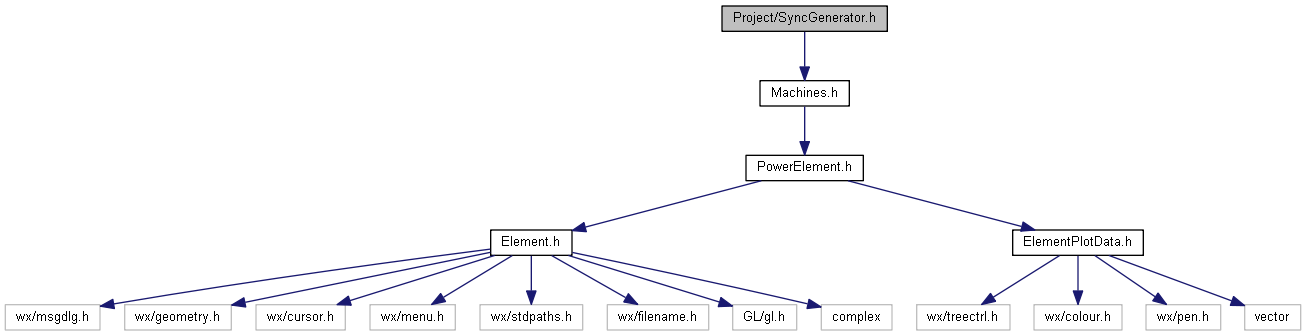 Project/SyncGenerator.h
Machines.h
PowerElement.h
Element.h
ElementPlotData.h
wx/msgdlg.h
wx/geometry.h
wx/cursor.h
wx/menu.h
wx/stdpaths.h
wx/filename.h
GL/gl.h
complex
wx/treectrl.h
wx/colour.h
wx/pen.h
vector